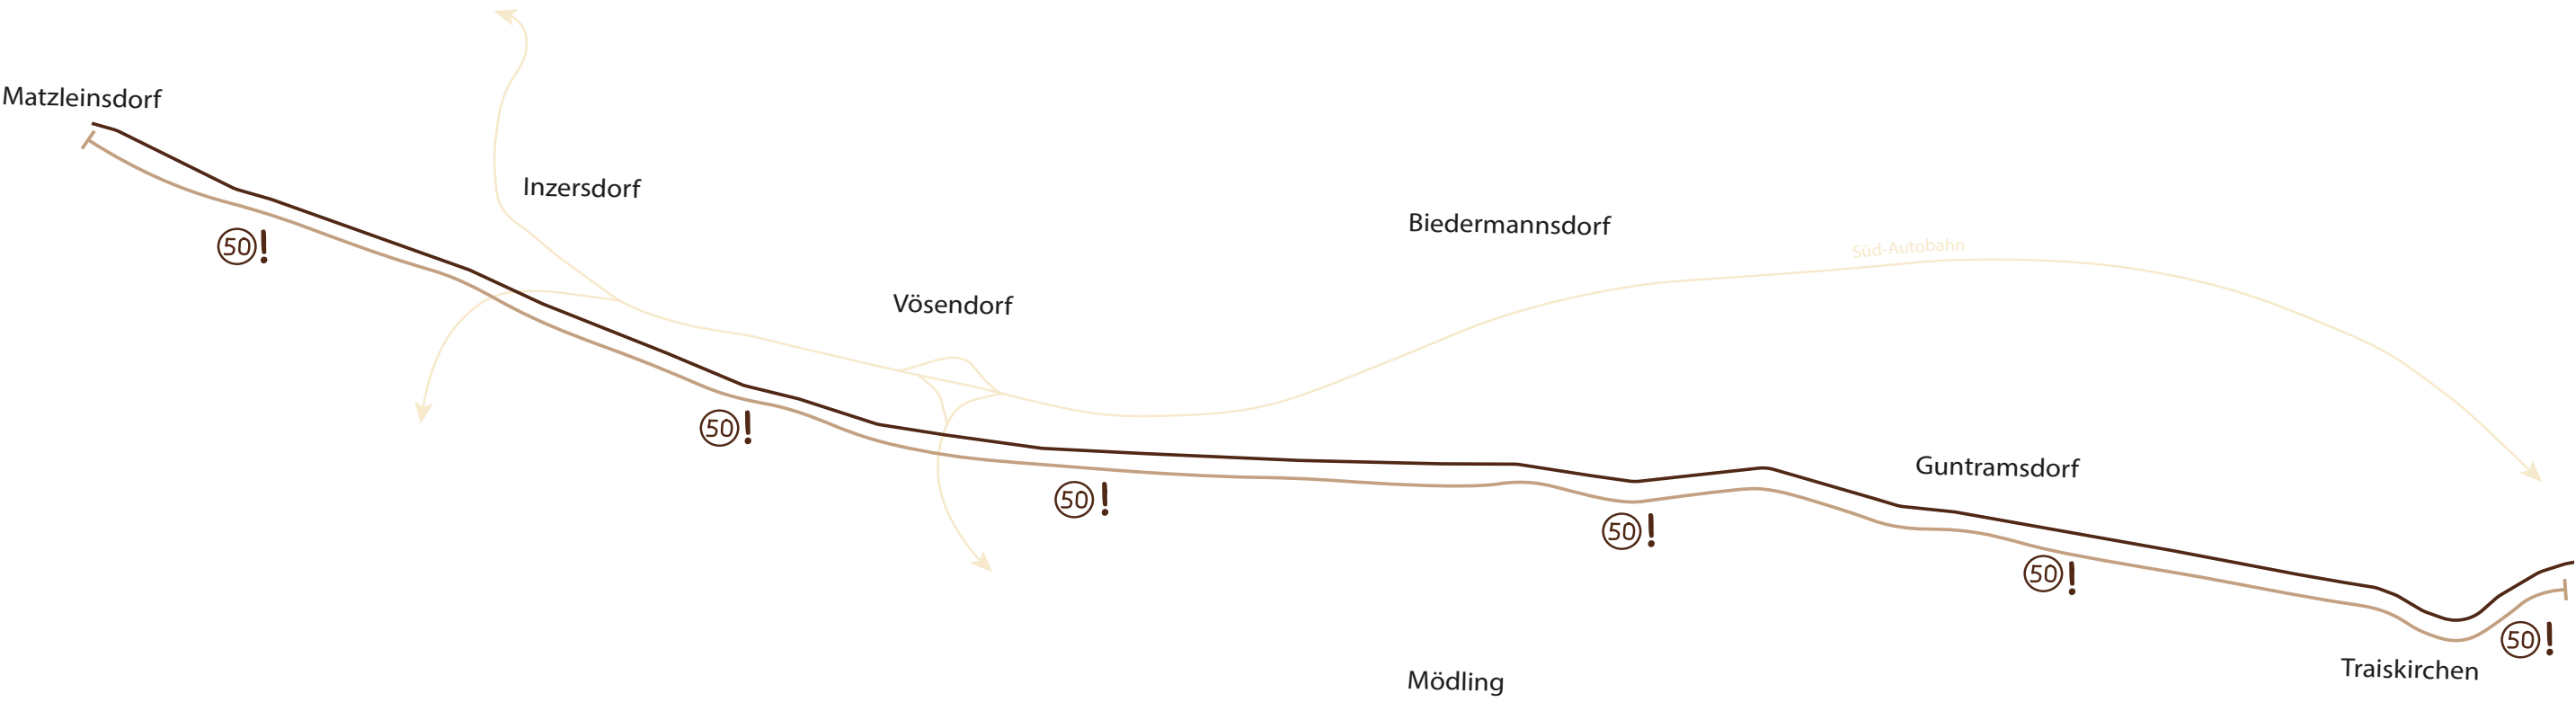 Matzleinsdorf
Inzersdorf
Biedermannsdorf
Süd-Autobahn
50!
Vösendorf
50!
50!
Guntramsdorf
50!
50!
50!
Traiskirchen
Mödling